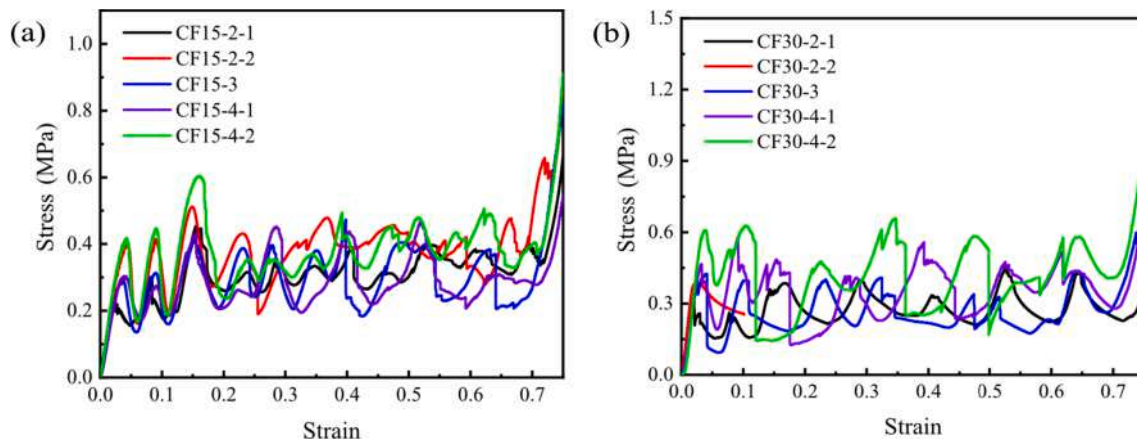 (a)
CF15-2-1
CF15-2-2
CF15-3
CF15-4-1
CF15-4-2
Stress (MPa)
1.0
0.8
0.6
0.4
0.2
0.0
0.0 0.1 0.2 0.3 0.4 0.5 0.6 0.7
Strain
(b)
CF30-2-1
CF30-2-2
CF30-3
CF30-4-1
CF30-4-2
Stress (MPa)
1.5
1.2
0.9
0.6
0.3
0.0
0.0 0.1 0.2 0.3 0.4 0.5 0.6 0.7
Strain